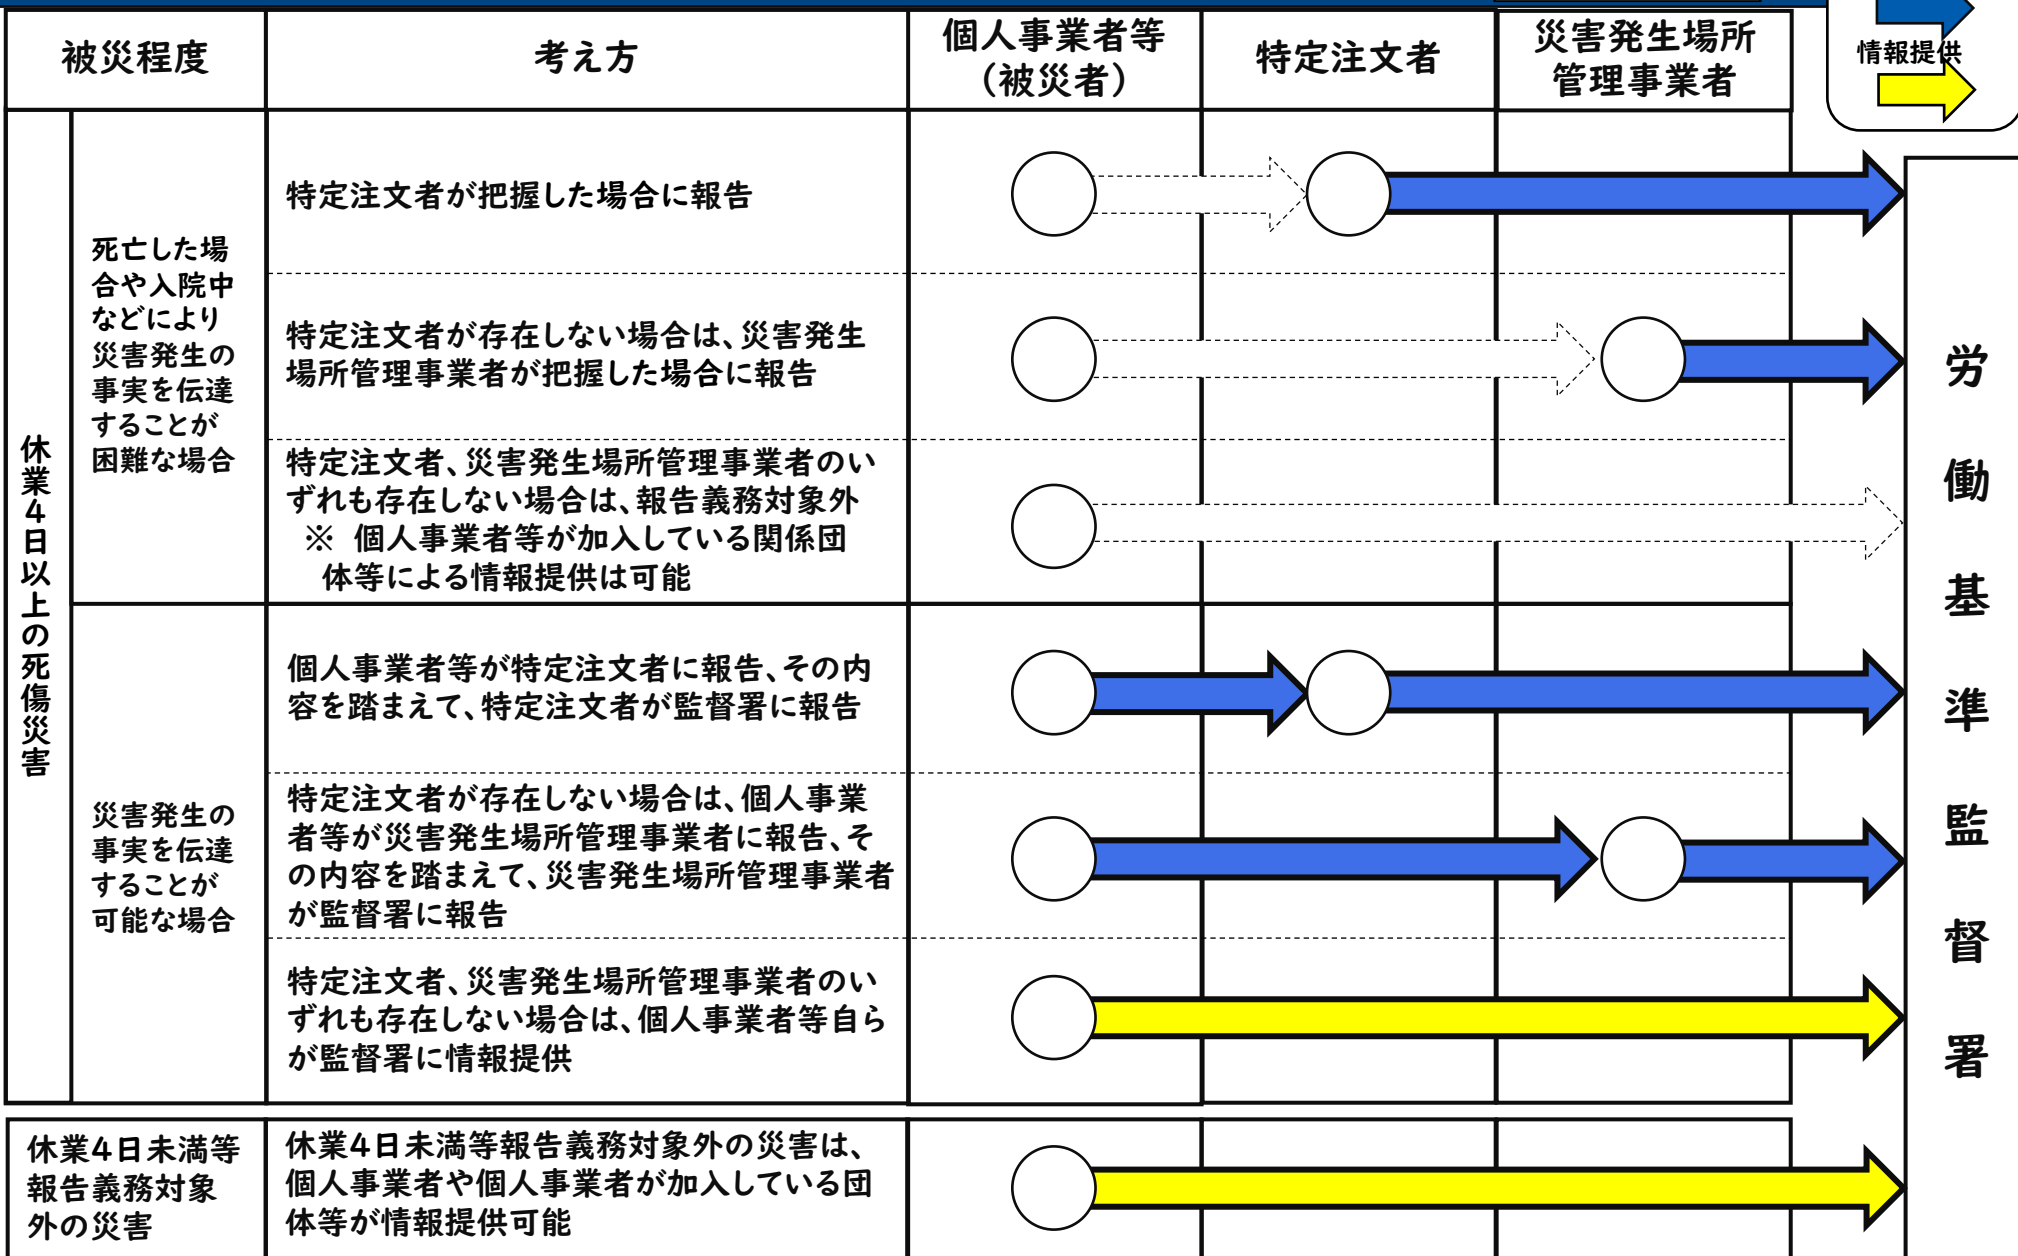 被災程度
考え方
個人事業者等
(被災者)
特定注文者
災害発生場所
管理事業者
情報提供
休業4日以上の死傷災害
死亡した場
合や入院中
などにより
災害発生の
事実を伝達
することが
困難な場合
特定注文者が把握した場合に報告
特定注文者が存在しない場合は、災害発生
場所管理事業者が把握した場合に報告
特定注文者、災害発生場所管理事業者のい
ずれも存在しない場合は、報告義務対象外
※ 個人事業者等が加入している関係団
体等による情報提供は可能
災害発生の
事実を伝達
することが
可能な場合
個人事業者等が特定注文者に報告、その内
容を踏まえて、特定注文者が監督署に報告
特定注文者が存在しない場合は、個人事業
者等が災害発生場所管理事業者に報告、そ
の内容を踏まえて、災害発生場所管理事業者
が監督署に報告
特定注文者、災害発生場所管理事業者のい
ずれも存在しない場合は、個人事業者等自ら
が監督署に情報提供
労働基準監督署
休業4日未満等
報告義務対象
外の災害
休業4日未満等報告義務対象外の災害は、
個人事業者や個人事業者が加入している団
体等が情報提供可能